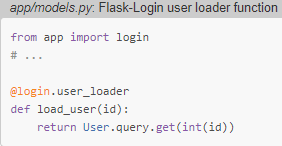 app/models.py: Flask-Login user loader function
from app import login
# ...
@login.user_loader
def load_user(id):
    return User.query.get(int(id))